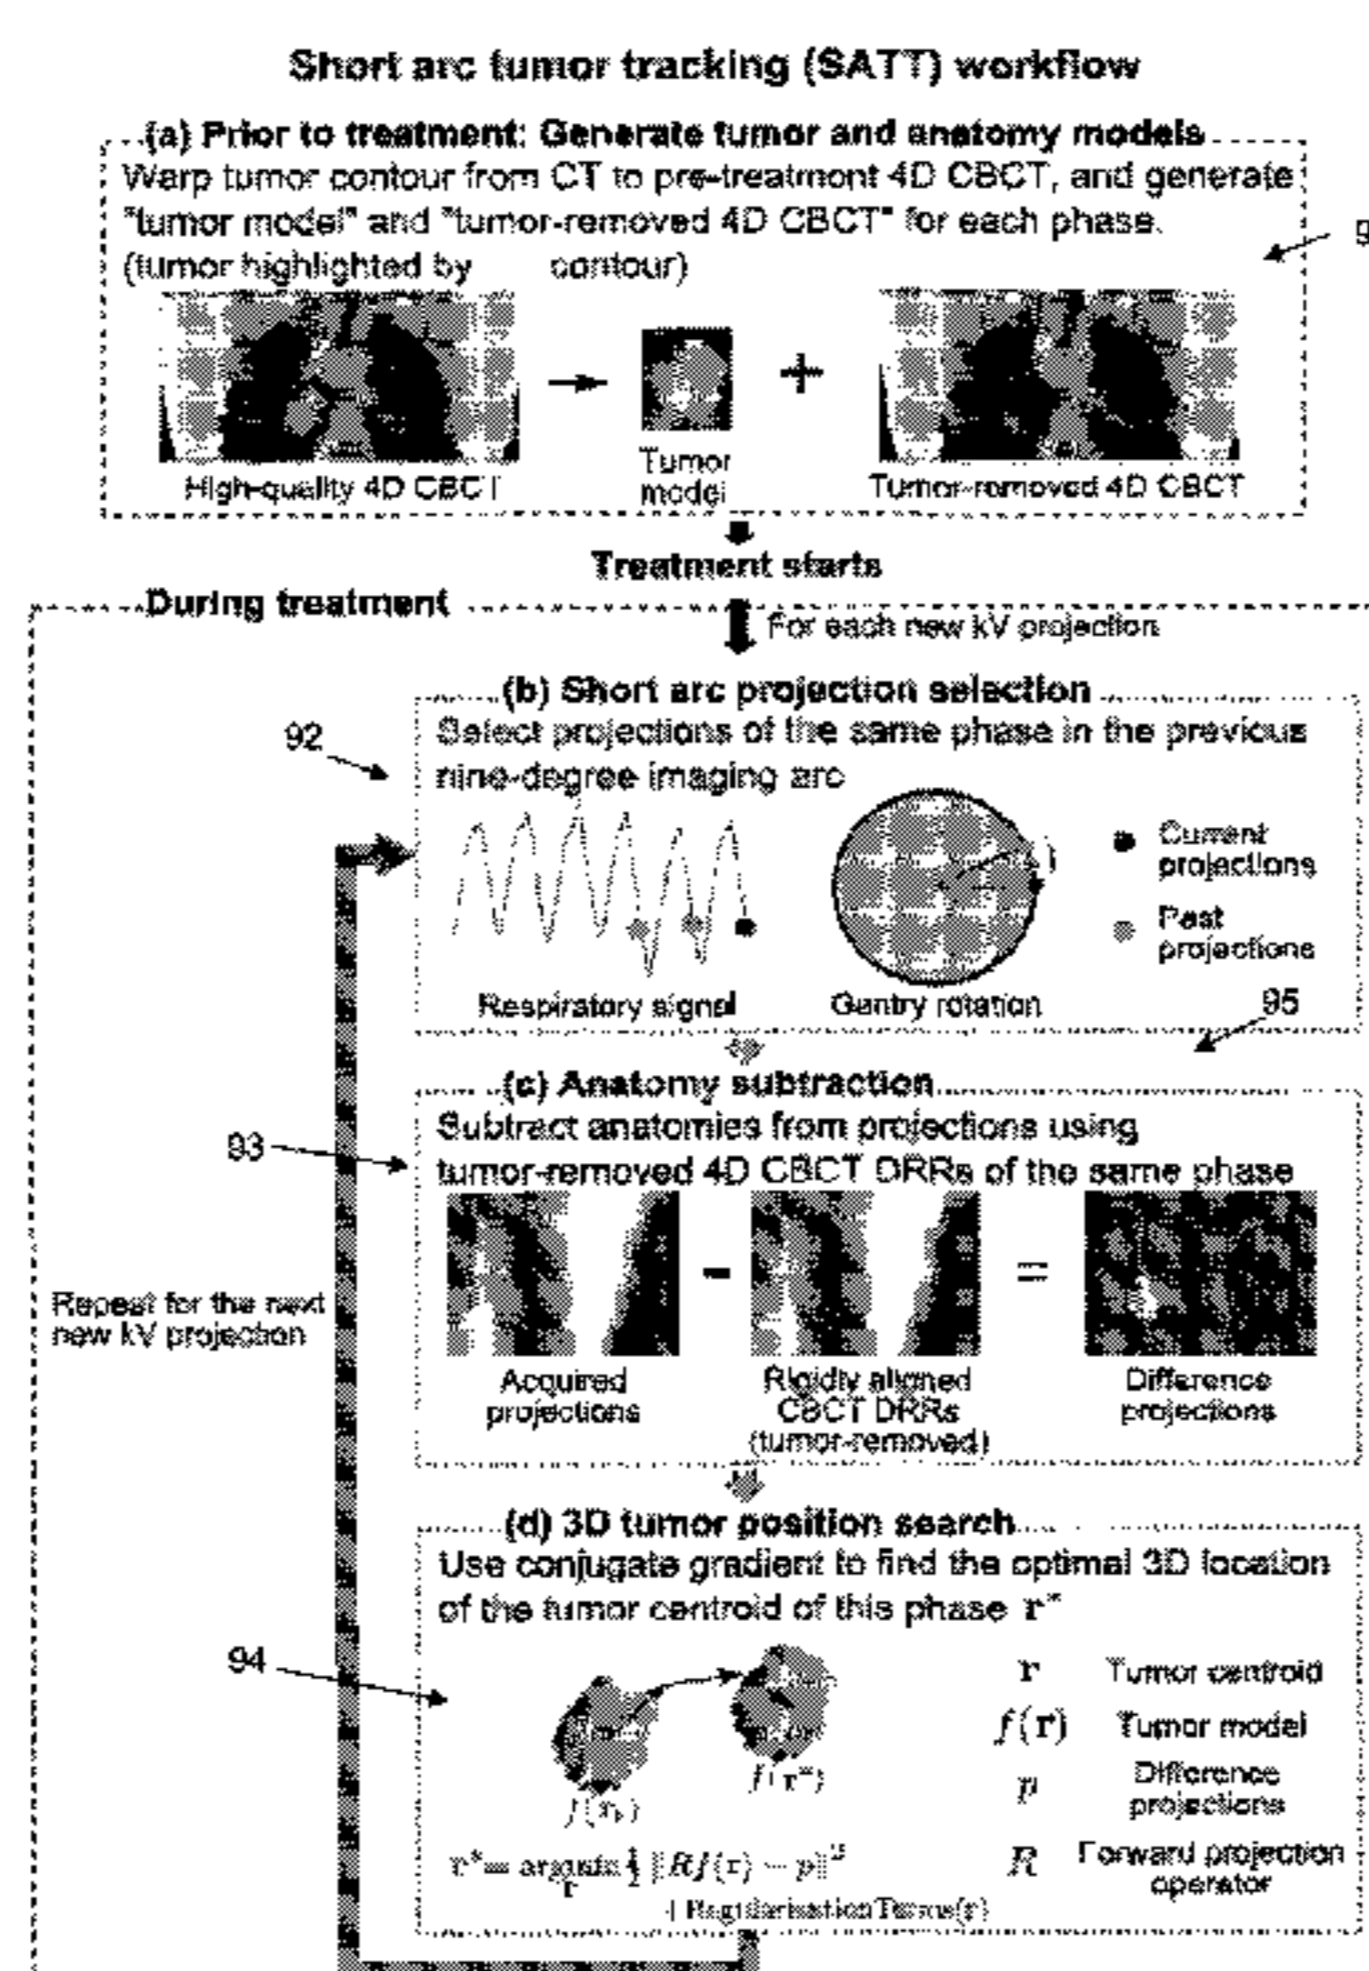 Short arc tumor tracking (SATT) workflow
(a) Prior to treatment: Generate tumor and anatomy models
Warp tumor contour from CT to pre-treatment 4D CBCT, and generate
"tumor model" and "tumor-removed 4D CBCT" for each phase.
(tumor highlighted by contour)
High-quality 4D CBCT
Tumor
model
Tumor-removed 4D CBCT
Treatment starts
During treatment
For each new kV projection
(b) Short arc projection selection
92
Select projections of the same phase in the previous
nine-degree imaging arc
Current
projections
Past
projections
Respiratory signal
Gantry rotation
95
(c) Anatomy subtraction
93
Subtract anatomies from projections using
tumor-removed 4D CBCT DRRs of the same phase
-
=
Acquired
projections
Rigidly aligned
CBCT DRRs
(tumor-removed)
Difference
projections
Repeat for the next
new kV projection
(d) 3D tumor position search
Use conjugate gradient to find the optimal 3D location
of the tumor centroid of this phase r*
94
r Tumor centroid
f(r) Tumor model
p Difference
projections
R Forward projection
operator
f(r*)
r* = argmin ½ ||Rf(r) - p||²
r
+ RegularisationTerms(r)